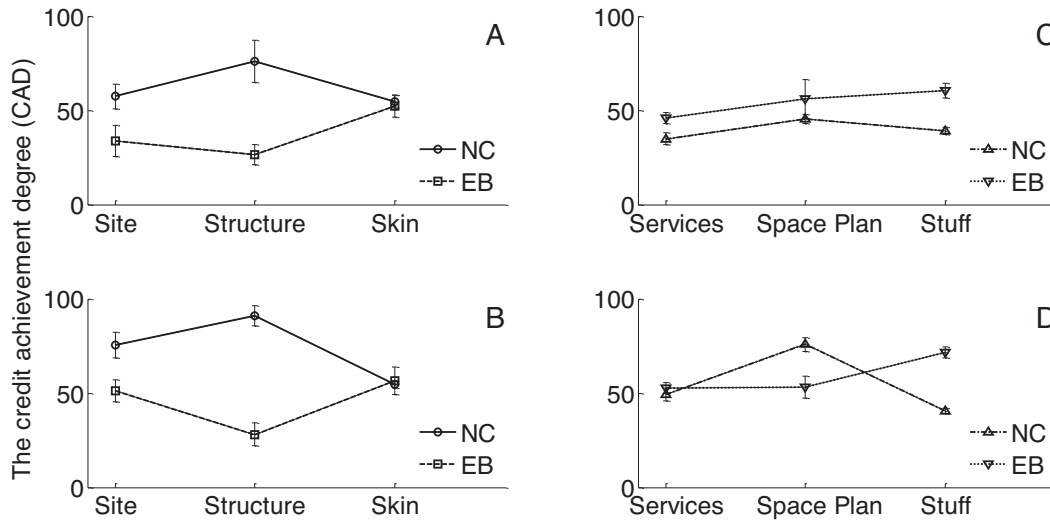 The credit achievement degree (CAD)
100
50
0
A
NC
EB
Site Structure Skin
100
50
0
C
NC
EB
Services Space Plan Stuff
100
50
0
B
NC
EB
Site Structure Skin
100
50
0
D
NC
EB
Services Space Plan Stuff